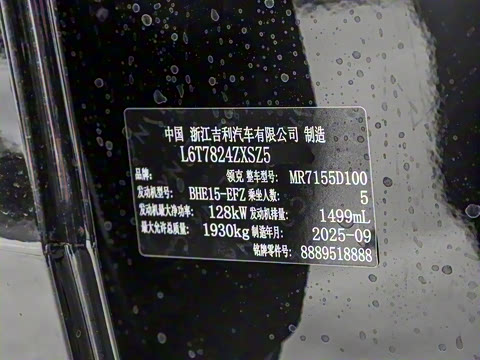 中国 浙江吉利汽车有限公司 制造
L6T7824ZXSZ5
品牌: 领克 整车型号: MR7155D100
发动机型号: BHE15-EFZ 乘坐人数: 5
发动机最大净功率: 128kW 发动机排量: 1499mL
最大允许总质量: 1930kg 制造年月: 2025-09
铭牌零件号: 8889518888